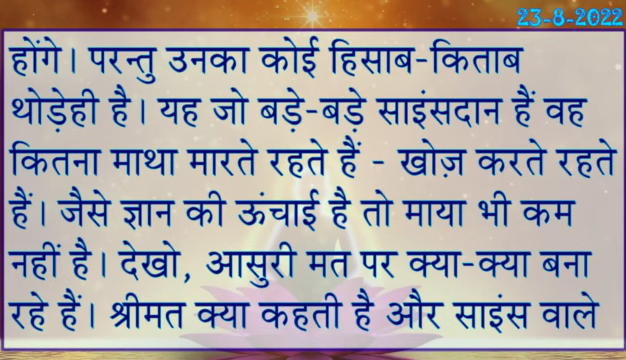 23-8-2022
होंगे। परन्तु उनका कोई हिसाब-किताब
थोड़ेही है। यह जो बड़े-बड़े साइंसदान हैं वह
कितना माथा मारते रहते हैं - खोज़ करते रहते
हैं। जैसे ज्ञान की ऊंचाई है तो माया भी कम
नहीं है। देखो, आसुरी मत पर क्या-क्या बना
रहे हैं। श्रीमत क्या कहती है और साइंस वाले